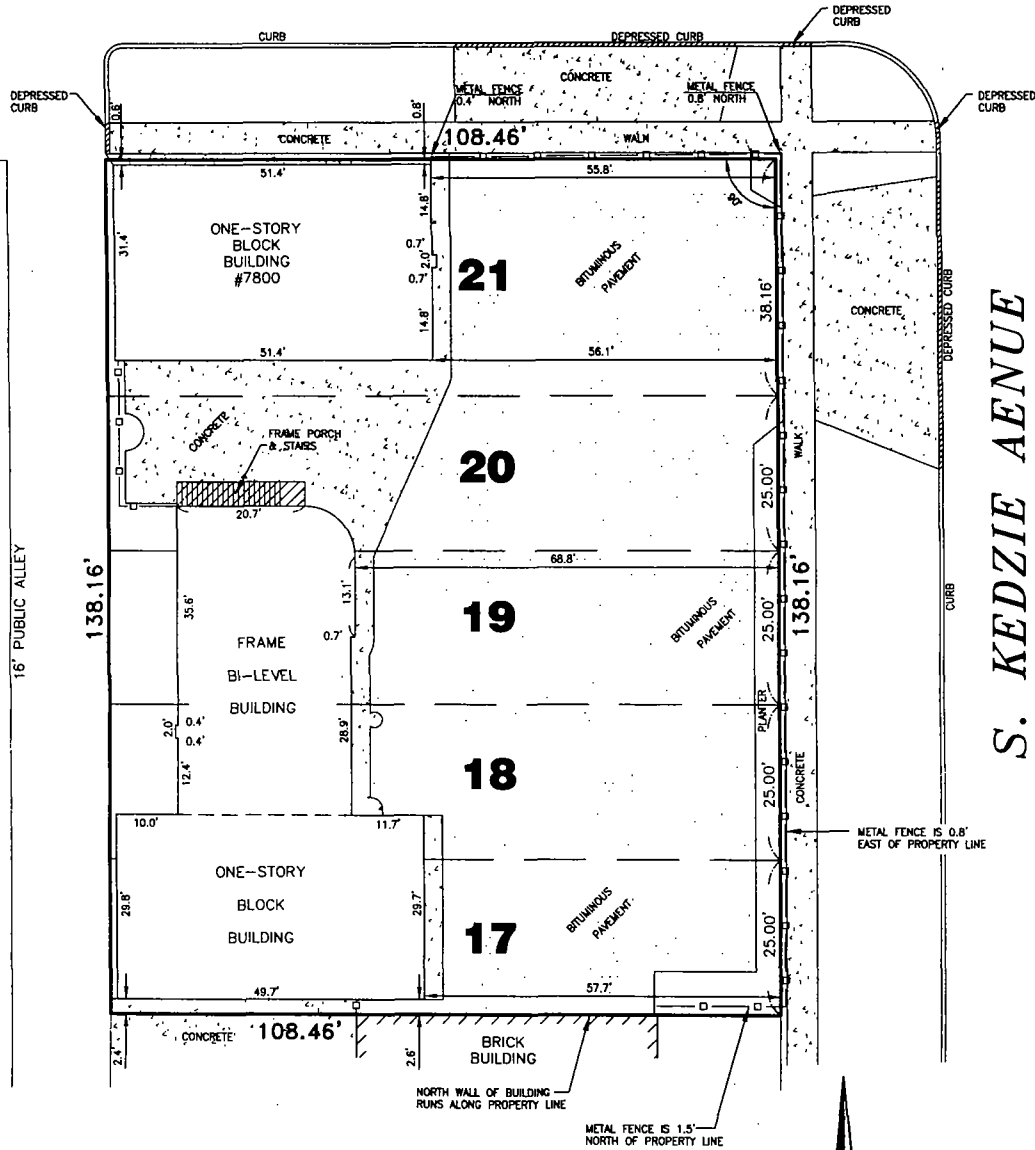 DEPRESSED
CURB
CURB
DEPRESSED CURB
CONCRETE
DEPRESSED
CURB
METAL FENCE
0.4' NORTH
METAL FENCE
0.8' NORTH
DEPRESSED
CURB
0.6'
0.8'
CONCRETE
108.46'
WALK
51.4'
55.8'
90°
ONE-STORY
BLOCK
BUILDING
#7800
31.4'
14.8'
0.7'
2.0'
0.7'
14.8'
21
BITUMINOUS
PAVEMENT
38.16'
CONCRETE
DEPRESSED CURB
51.4'
56.1'
CONCRETE
FRAME PORCH
& STAIRS
20.7'
20
WALK
25.00'
S. KEDZIE AENUE
16' PUBLIC ALLEY
138.16'
68.8'
35.6'
13.1'
0.7'
19
BITUMINOUS
PAVEMENT
25.00'
138.16'
CURB
FRAME
BI-LEVEL
BUILDING
2.0'
0.4'
0.4'
28.9'
12.4'
18
PLANTER
25.00'
CONCRETE
10.0'
11.7'
METAL FENCE IS 0.8'
EAST OF PROPERTY LINE
ONE-STORY
BLOCK
BUILDING
29.8'
29.7'
17
BITUMINOUS
PAVEMENT
25.00'
49.7'
57.7'
2.4'
CONCRETE
108.46'
2.6'
BRICK
BUILDING
NORTH WALL OF BUILDING
RUNS ALONG PROPERTY LINE
METAL FENCE IS 1.5'
NORTH OF PROPERTY LINE